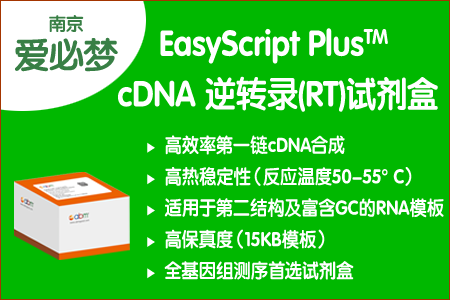 南京
爱必梦
EasyScript Plus™
cDNA 逆转录(RT)试剂盒
高效率第一链cDNA合成
高热稳定性（反应温度50-55° C）
适用于第二结构及富含GC的RNA模板
高保真度（15KB模板）
全基因组测序首选试剂盒
abm
abm